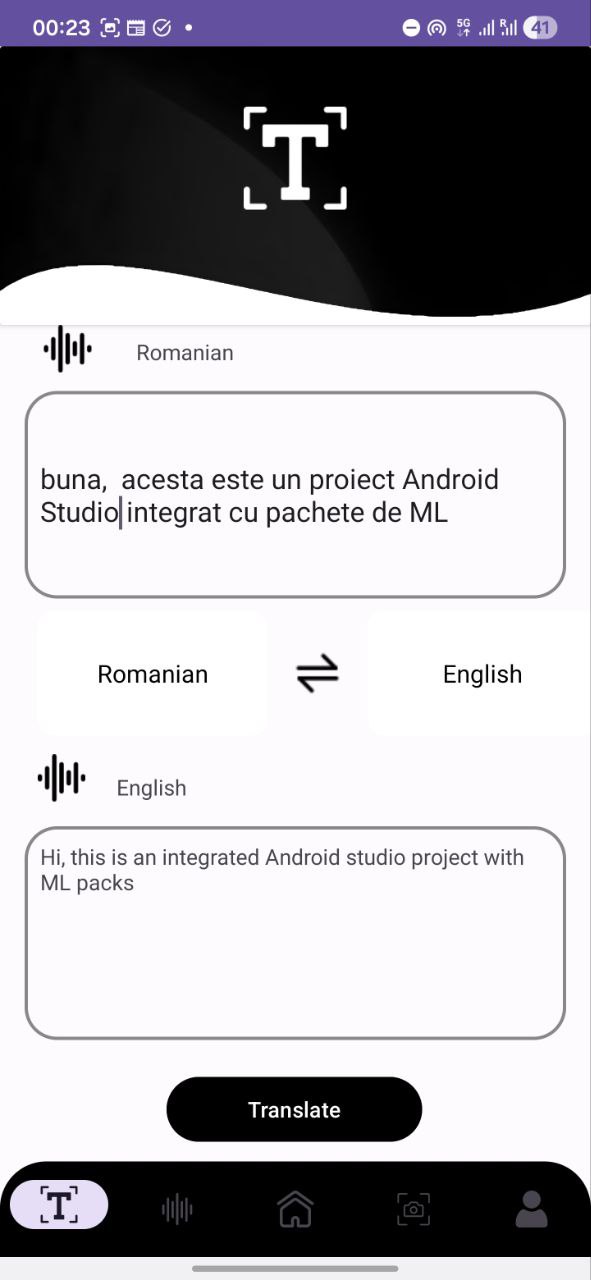 00:23
5G
R
41
T
Romanian
buna,  acesta este un proiect Android
Studio integrat cu pachete de ML
Romanian
English
English
Hi, this is an integrated Android studio project with
ML packs
Translate
T